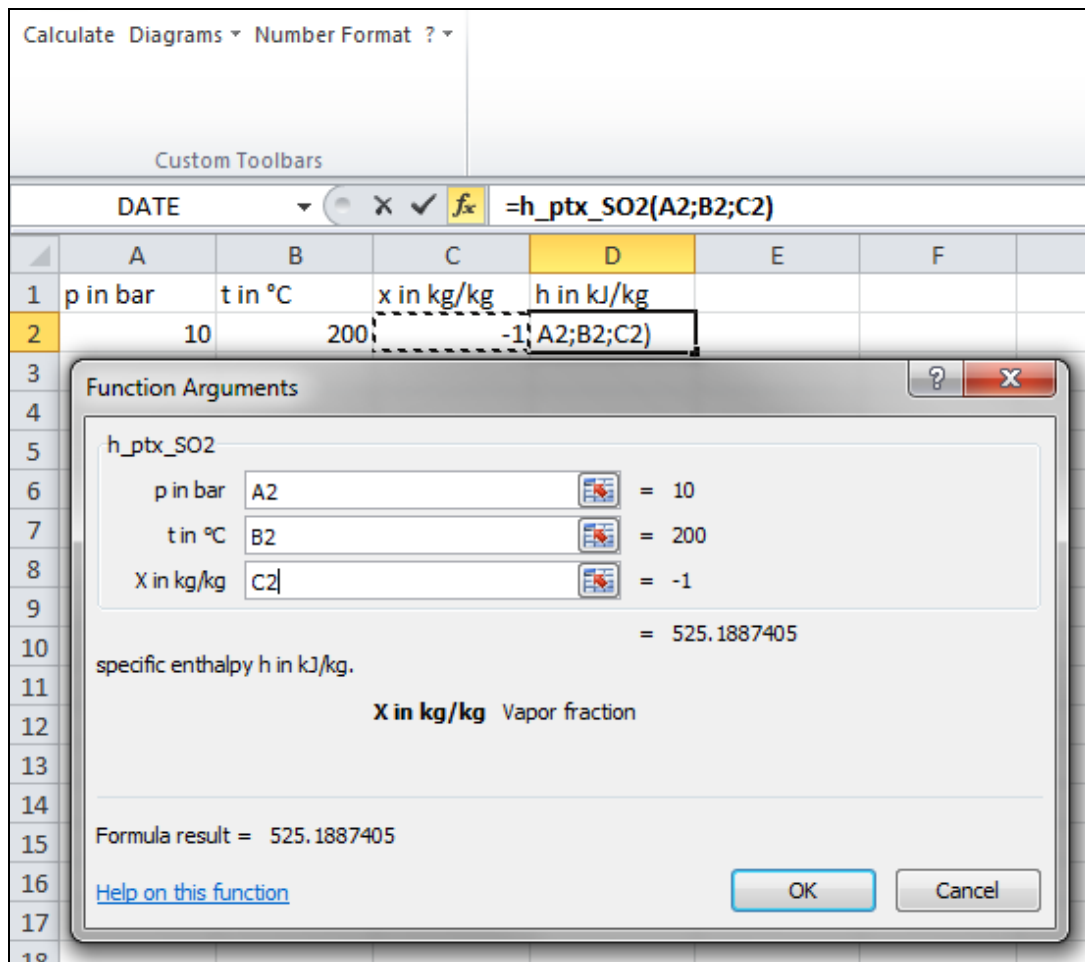 Calculate Diagrams Number Format ?
Custom Toolbars
DATE fx =h_ptx_SO2(A2;B2;C2)
A B C D E F
1 p in bar t in °C x in kg/kg h in kJ/kg
2 10 200 -1 A2;B2;C2)
3
Function Arguments ? X
4
5 h_ptx_SO2
6 p in bar A2 = 10
7 t in °C B2 = 200
8 X in kg/kg C2 = -1
9
10 = 525.1887405
specific enthalpy h in kJ/kg.
11
12 X in kg/kg Vapor fraction
13
14
15 Formula result = 525.1887405
16 Help on this function OK Cancel
17
18